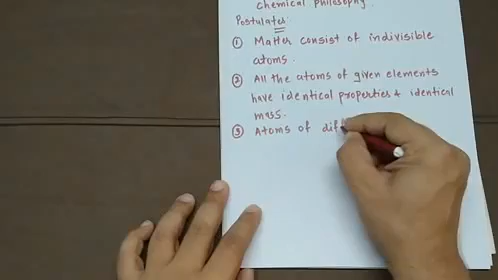 Chemical philosophy.
Postulates:
① Matter consist of indivisible
atoms.
② All the atoms of given elements
have identical properties & identical
mass.
③ Atoms of diff